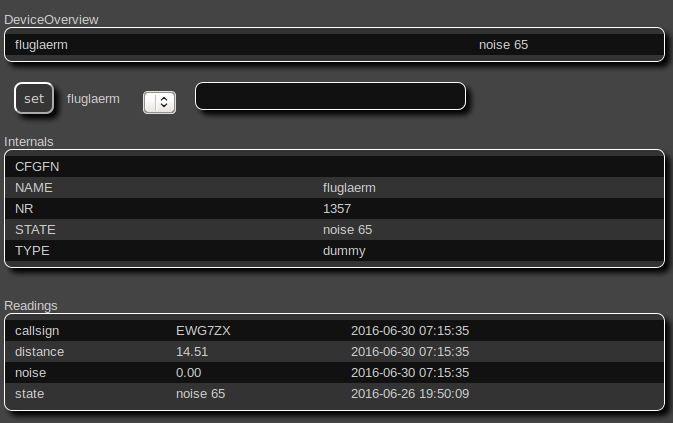 DeviceOverview
fluglaerm noise 65
set fluglaerm
Internals
CFGFN
NAME fluglaerm
NR 1357
STATE noise 65
TYPE dummy
Readings
callsign EWG7ZX 2016-06-30 07:15:35
distance 14.51 2016-06-30 07:15:35
noise 0.00 2016-06-30 07:15:35
state noise 65 2016-06-26 19:50:09